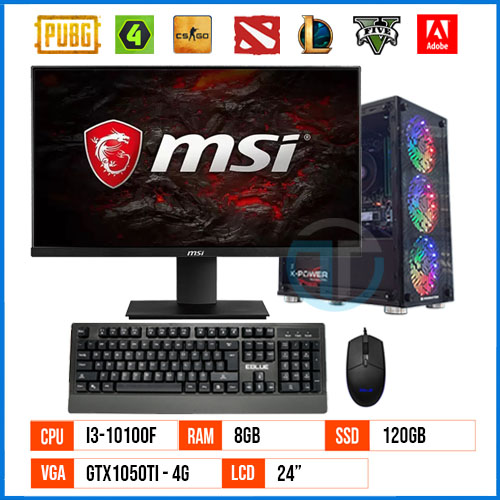 PUBG
4
CS:GO
FIVE
Adobe
msi
msi
K-POWER
EBLUE
CPU I3-10100F RAM 8GB SSD 120GB
VGA GTX1050TI - 4G LCD 24”